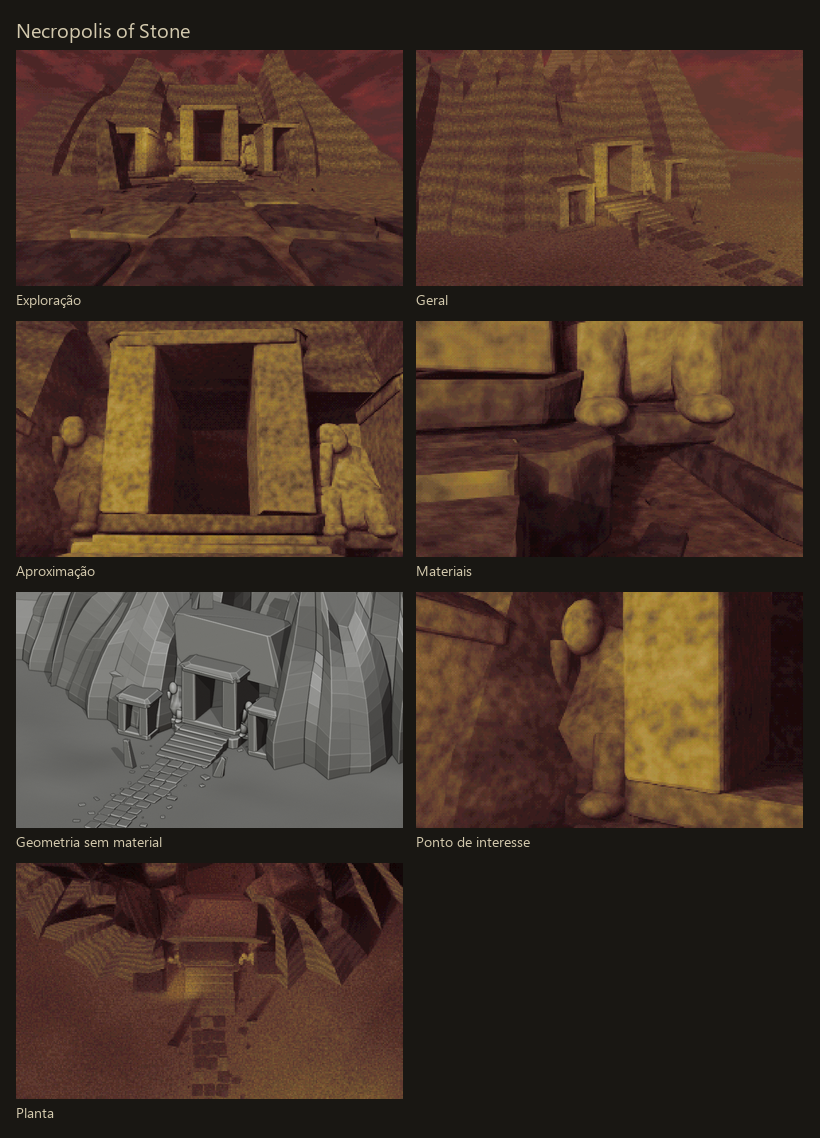 Necropolis of Stone
Exploração
Geral
Aproximação
Materiais
Geometria sem material
Ponto de interesse
Planta